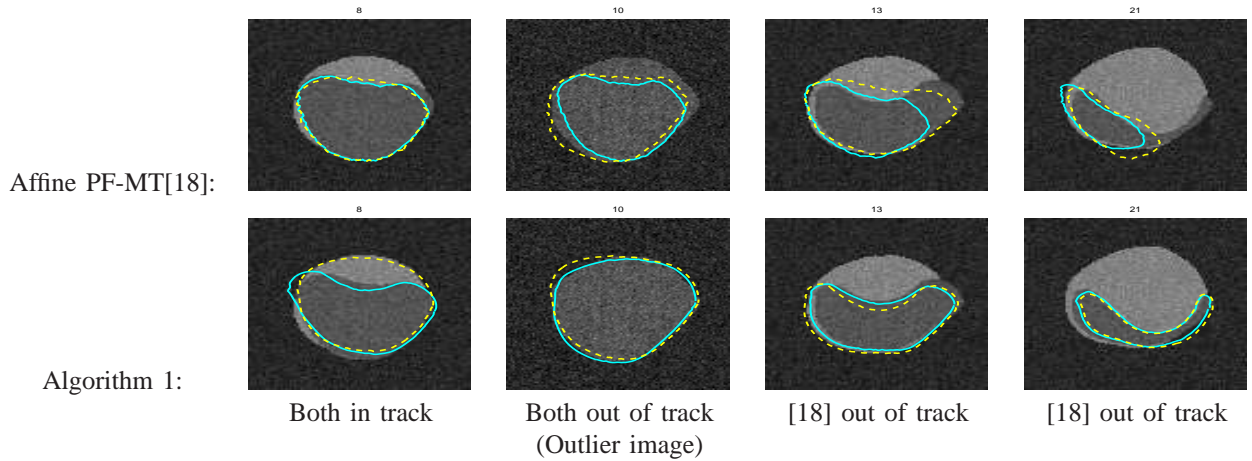 8 10 13 21
Affine PF-MT[18]:
8 10 13 21
Algorithm 1:
Both in track Both out of track [18] out of track [18] out of track
(Outlier image)